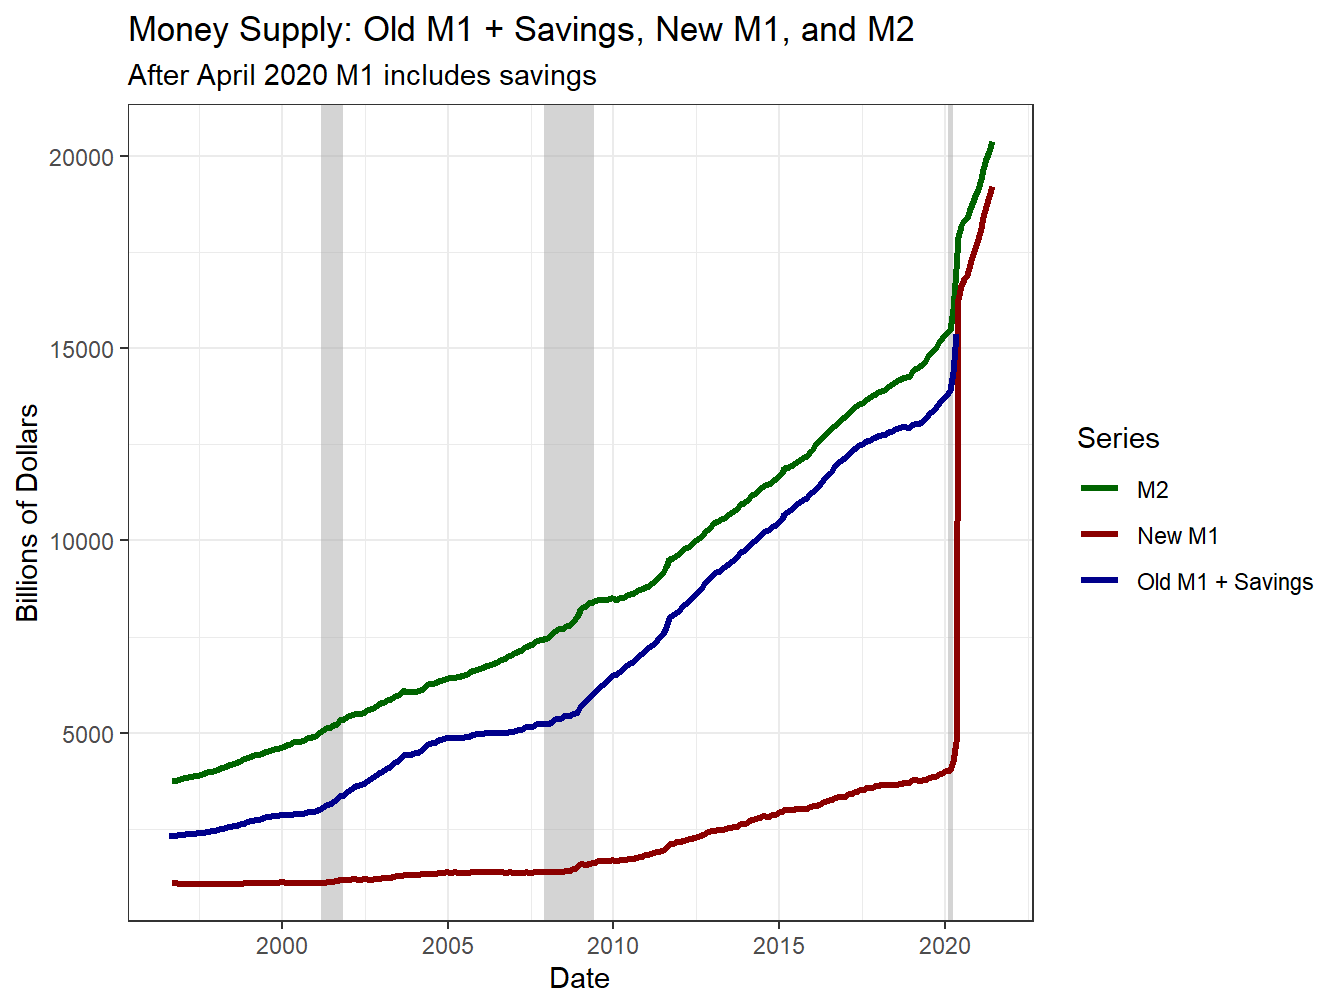 Money Supply: Old M1 + Savings, New M1, and M2
After April 2020 M1 includes savings
Billions of Dollars
20000
15000
10000
5000
2000
2005
2010
2015
2020
Date
Series
M2
New M1
Old M1 + Savings